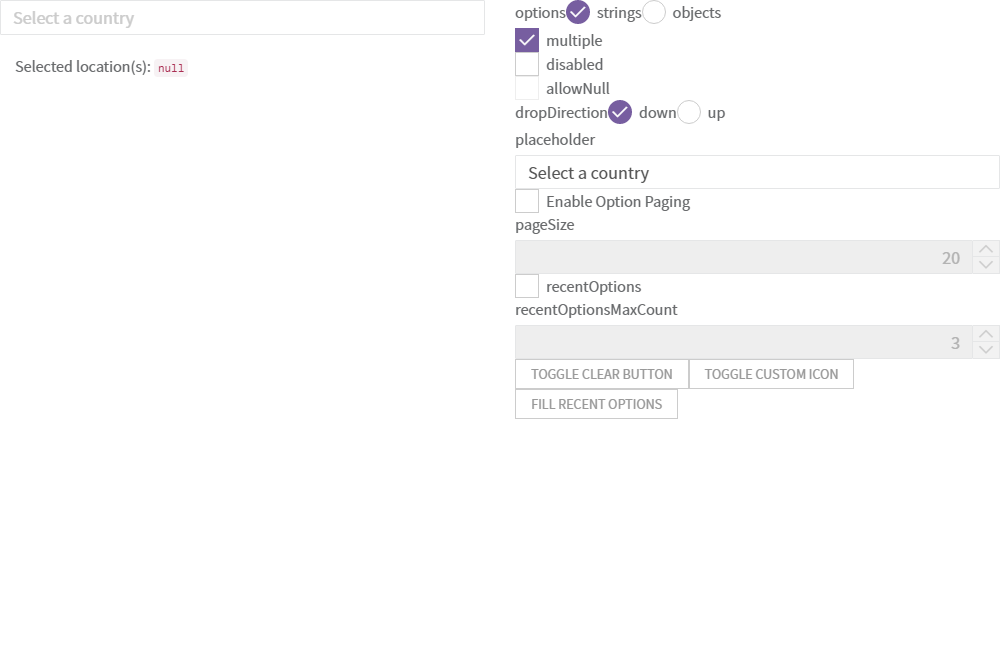 Select a country
Selected location(s): null
options strings objects
multiple
disabled
allowNull
dropDirection down up
placeholder
Select a country
Enable Option Paging
pageSize
20
recentOptions
recentOptionsMaxCount
3
TOGGLE CLEAR BUTTON TOGGLE CUSTOM ICON
FILL RECENT OPTIONS